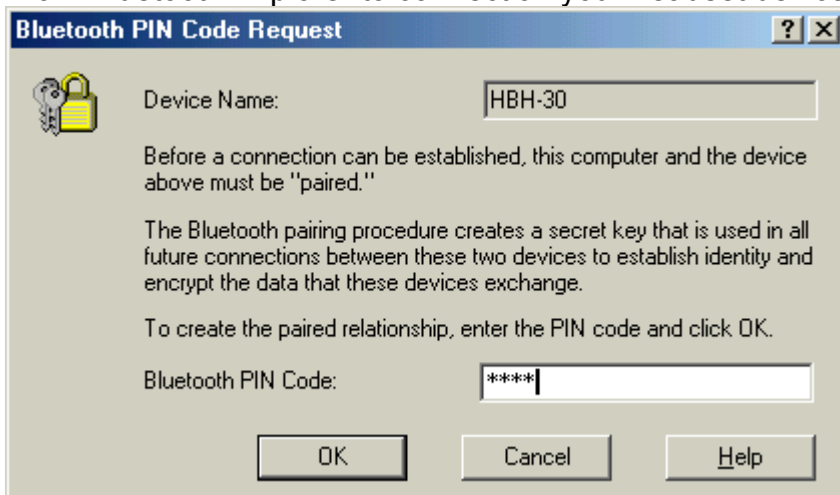 Bluetooth PIN Code Request
Device Name: HBH-30
Before a connection can be established, this computer and the device
above must be "paired."
The Bluetooth pairing procedure creates a secret key that is used in all
future connections between these two devices to establish identity and
encrypt the data that these devices exchange.
To create the paired relationship, enter the PIN code and click OK.
Bluetooth PIN Code: ****
OK Cancel Help